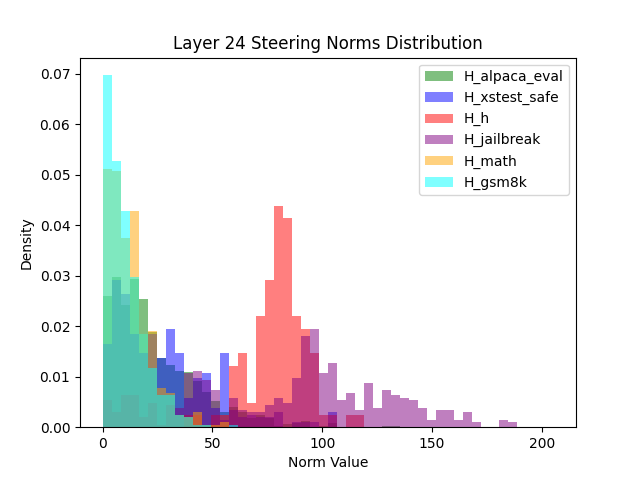 Layer 24 Steering Norms Distribution
H_alpaca_eval
H_xstest_safe
H_h
H_jailbreak
H_math
H_gsm8k
0.07
0.06
0.05
0.04
0.03
0.02
0.01
0.00
Density
0
50
100
150
200
Norm Value